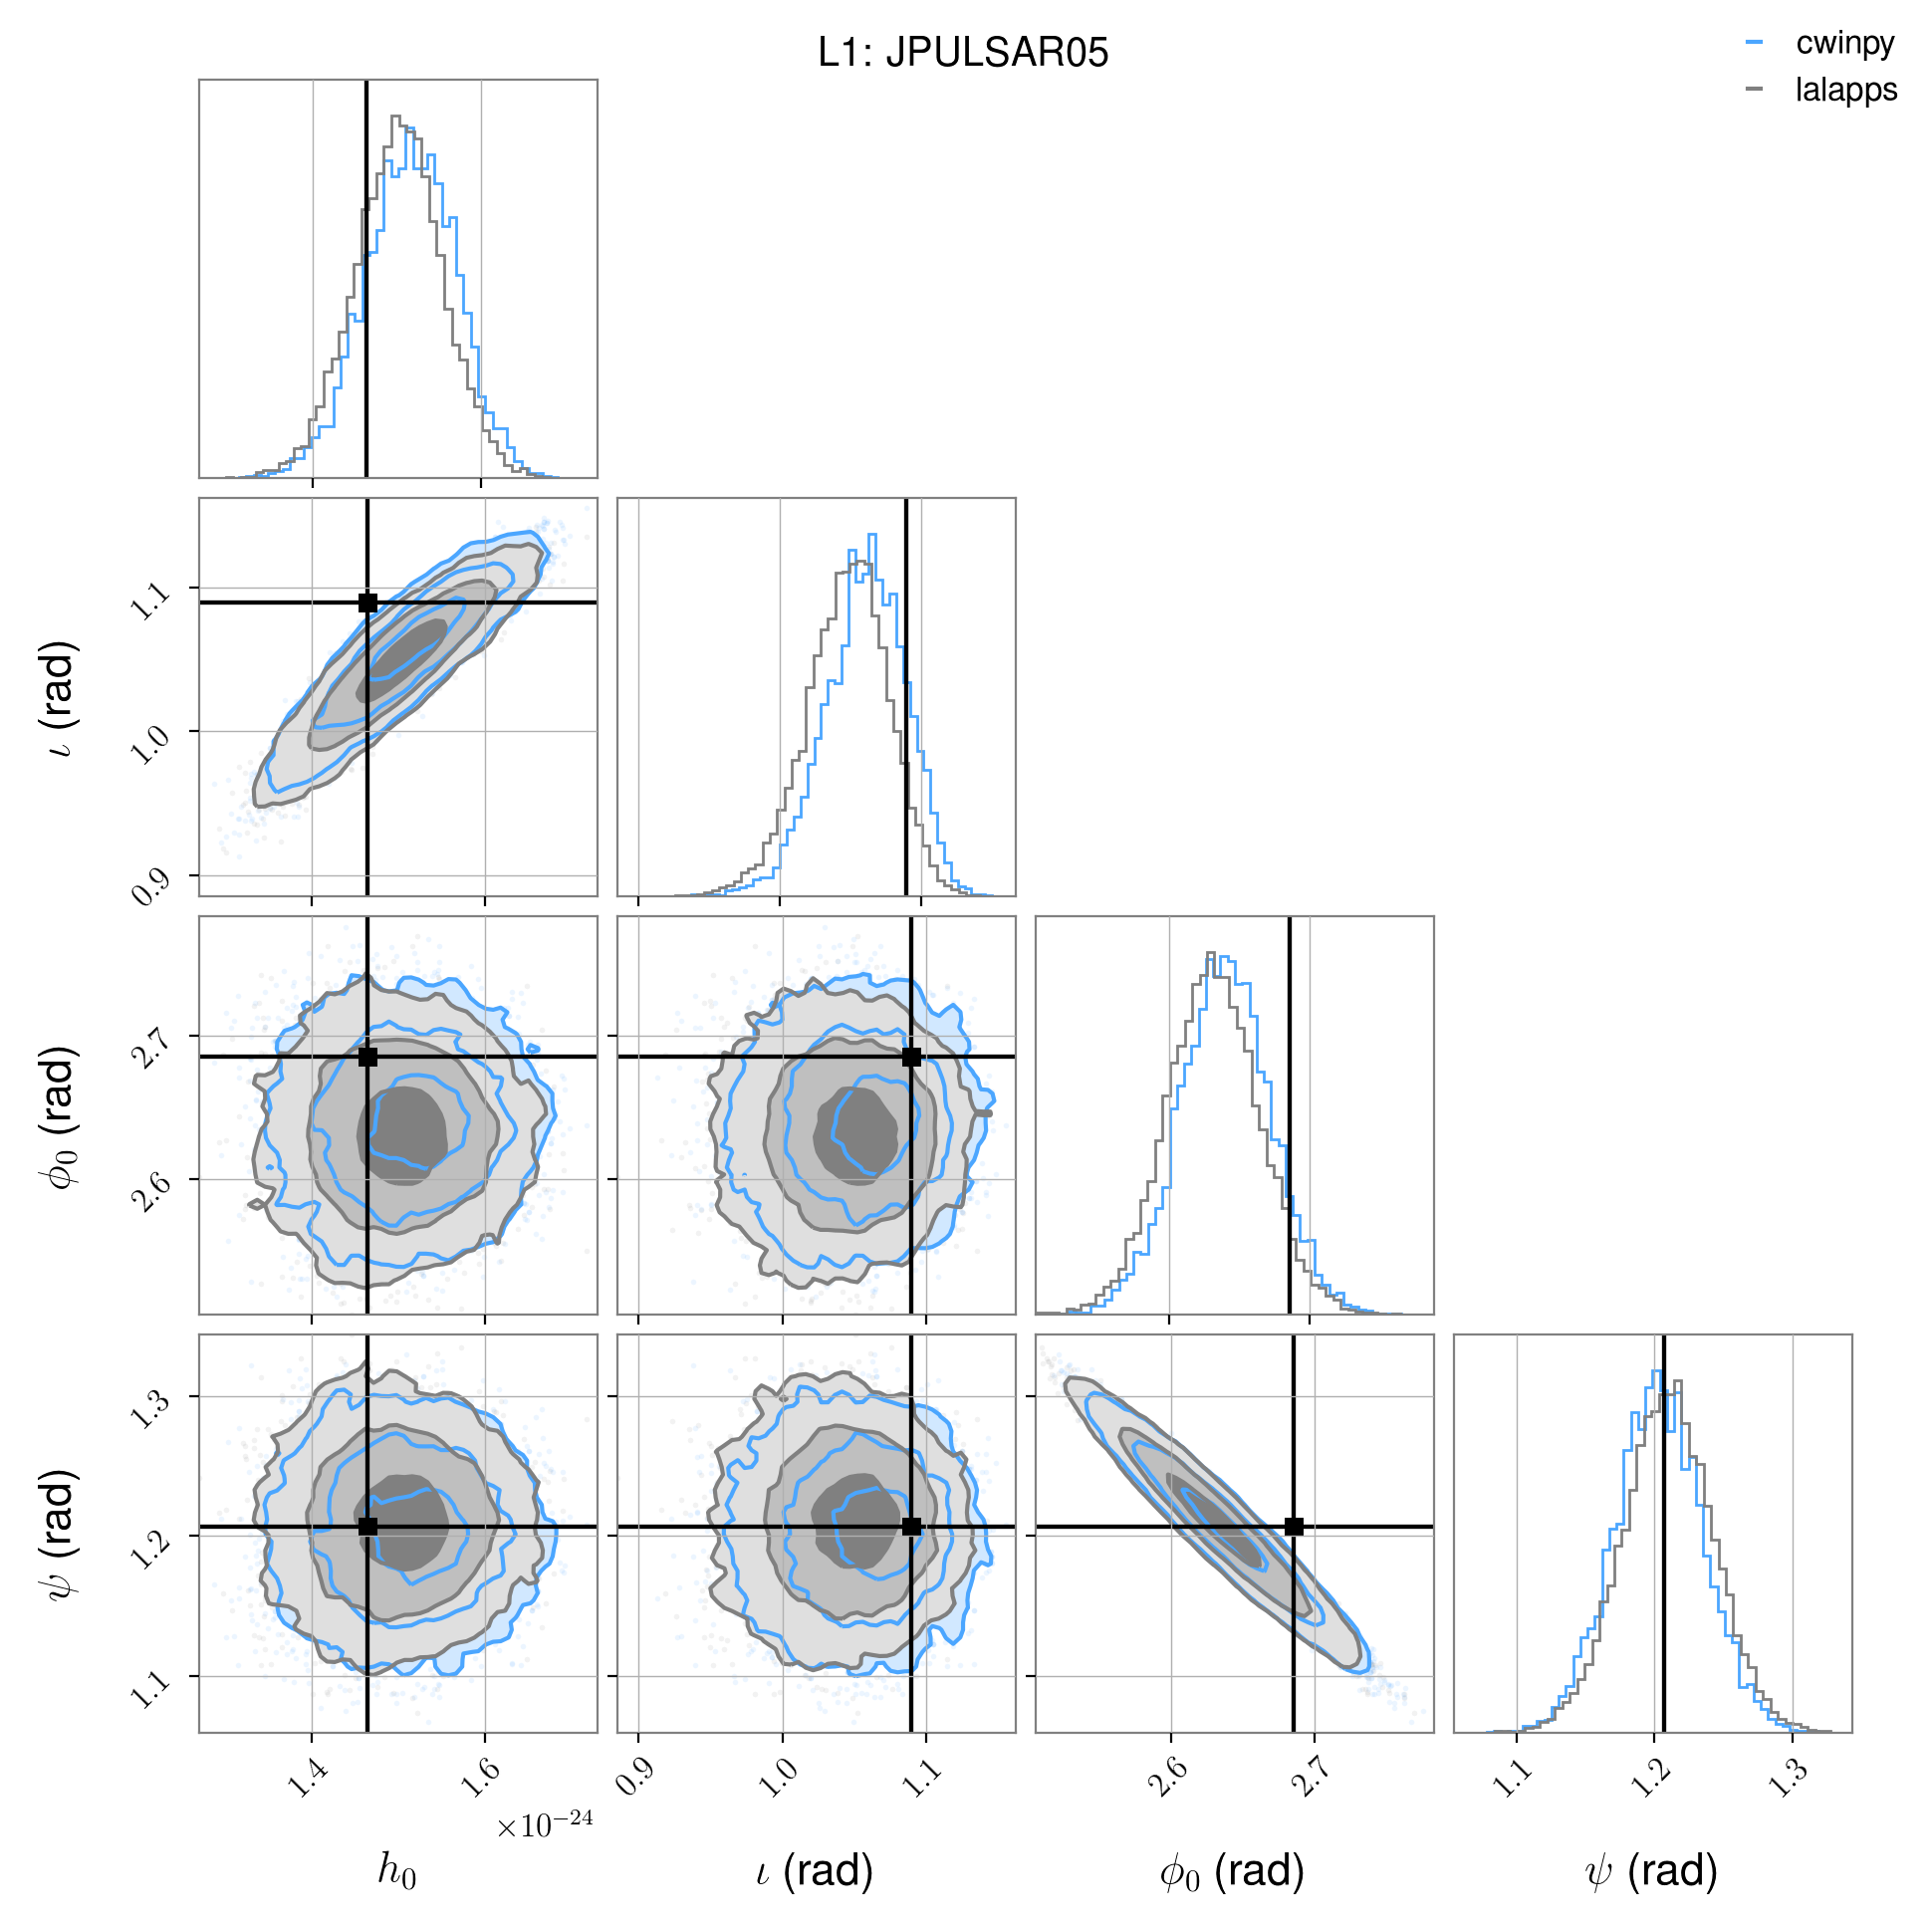 L1: JPULSAR05
cwinpy
lalapps
ι (rad)
1.1
1.0
0.9
ϕ₀ (rad)
2.7
2.6
ψ (rad)
1.3
1.2
1.1
1.4 1.6 0.9 1.0 1.1 2.6 2.7 1.1 1.2 1.3
×10⁻²⁴
h₀ ι (rad) ϕ₀ (rad) ψ (rad)